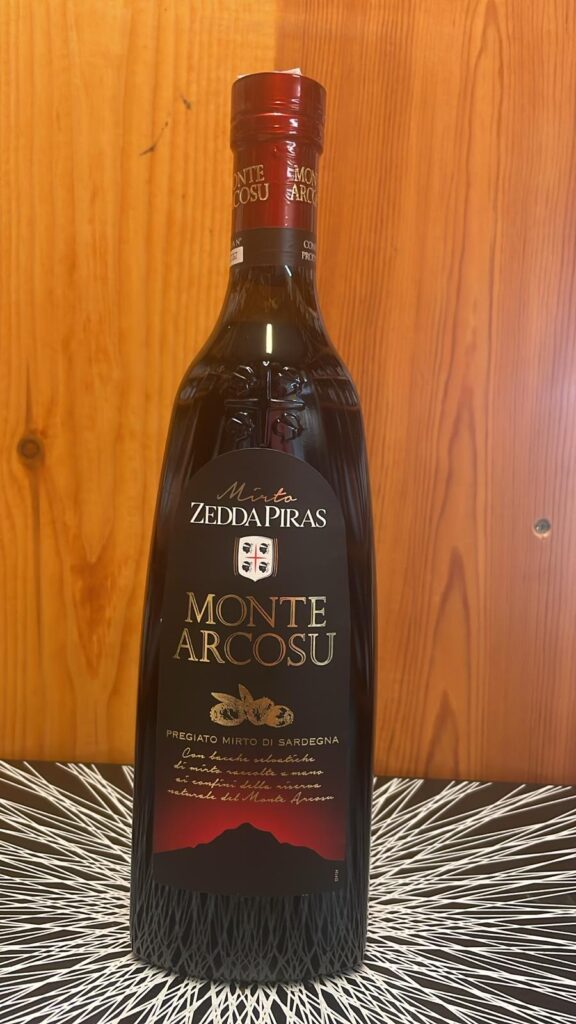 MONTE
ARCOSU
MONTE
ARCOSU
Mirto
ZEDDA PIRAS
MONTE
ARCOSU
PREGIATO MIRTO DI SARDEGNA
Con bacche selvatiche
di mirto raccolte a mano
ai confini della riserva
naturale del Monte Arcosu